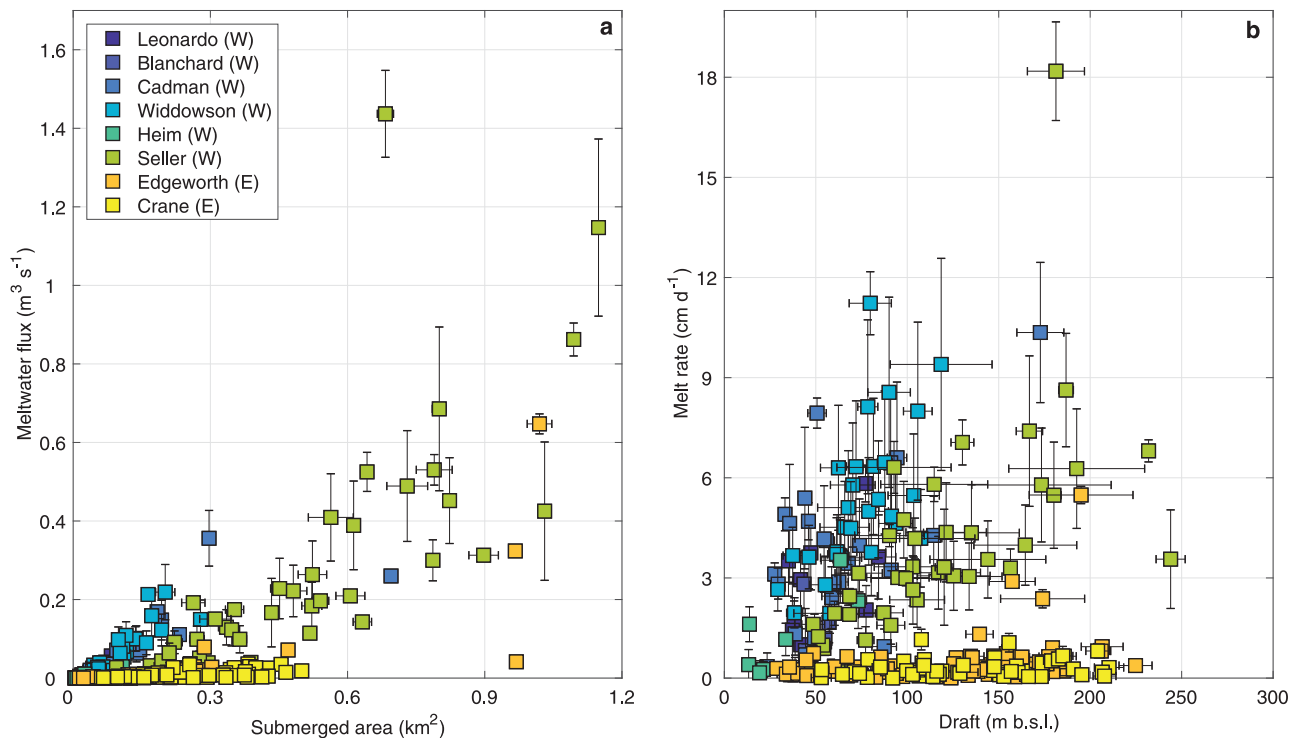 a
1.6
1.4
1.2
1
0.8
0.6
0.4
0.2
0
Meltwater flux (m³ s⁻¹)
Leonardo (W)
Blanchard (W)
Cadman (W)
Widdowson (W)
Heim (W)
Seller (W)
Edgeworth (E)
Crane (E)
0 0.3 0.6 0.9 1.2
Submerged area (km²)
b
18
15
12
9
6
3
0
Melt rate (cm d⁻¹)
0 50 100 150 200 250 300
Draft (m b.s.l.)